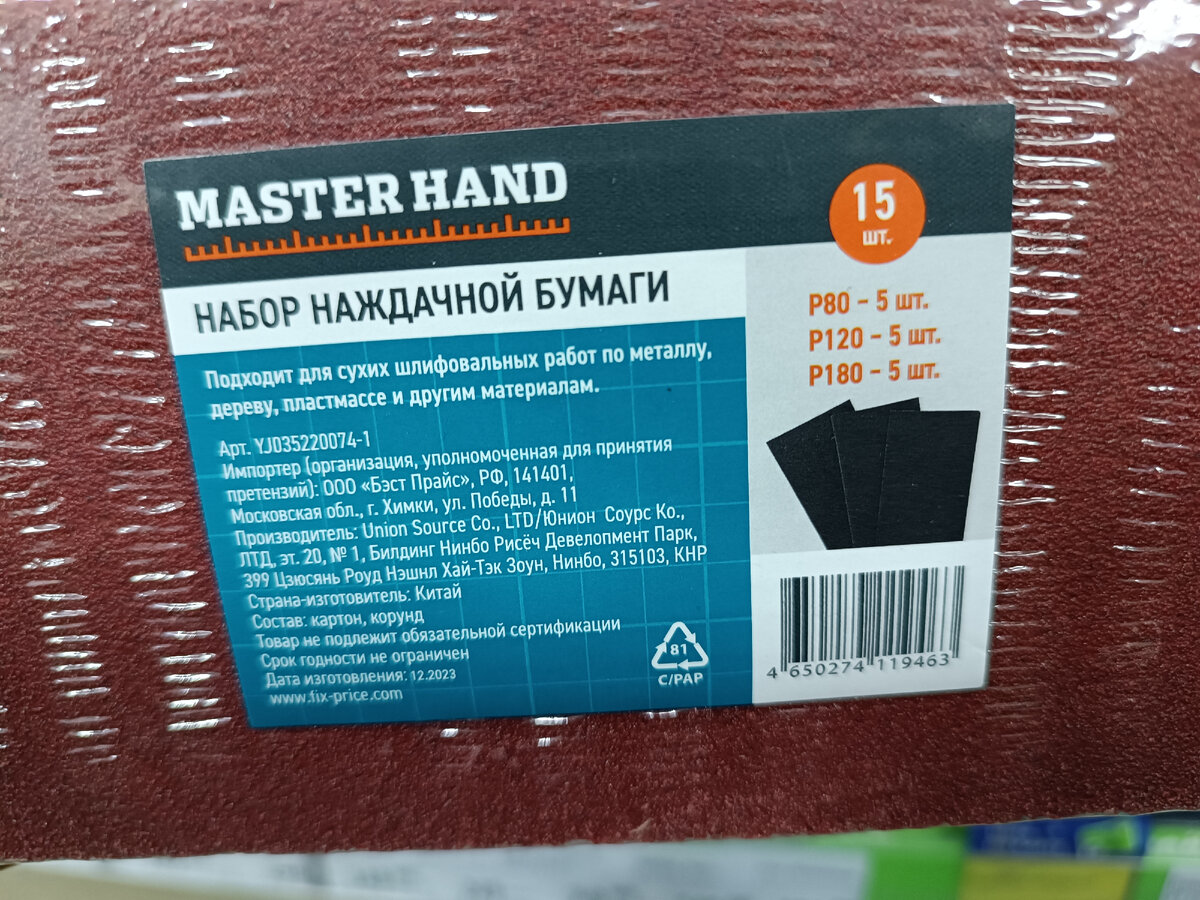 MASTER HAND
15
шт.
НАБОР НАЖДАЧНОЙ БУМАГИ
P80 – 5 шт.
P120 – 5 шт.
P180 – 5 шт.
Подходит для сухих шлифовальных работ по металлу,
дереву, пластмассе и другим материалам.
Арт. YJ035220074-1
Импортер (организация, уполномоченная для принятия
претензий): ООО «Бэст Прайс», РФ, 141401,
Московская обл., г. Химки, ул. Победы, д. 11
Производитель: Union Source Co., LTD/Юнион Соурс Ко.,
ЛТД, эт. 20, № 1, Билдинг Нинбо Рисёч Девелопмент Парк,
399 Цзюсянь Роуд Нэшнл Хай-Тэк Зоун, Нинбо, 315103, КНР
Страна-изготовитель: Китай
Состав: картон, корунд
Товар не подлежит обязательной сертификации
Срок годности не ограничен
Дата изготовления: 12.2023
www.fix-price.com
81
C/PAP
4 650274 119463